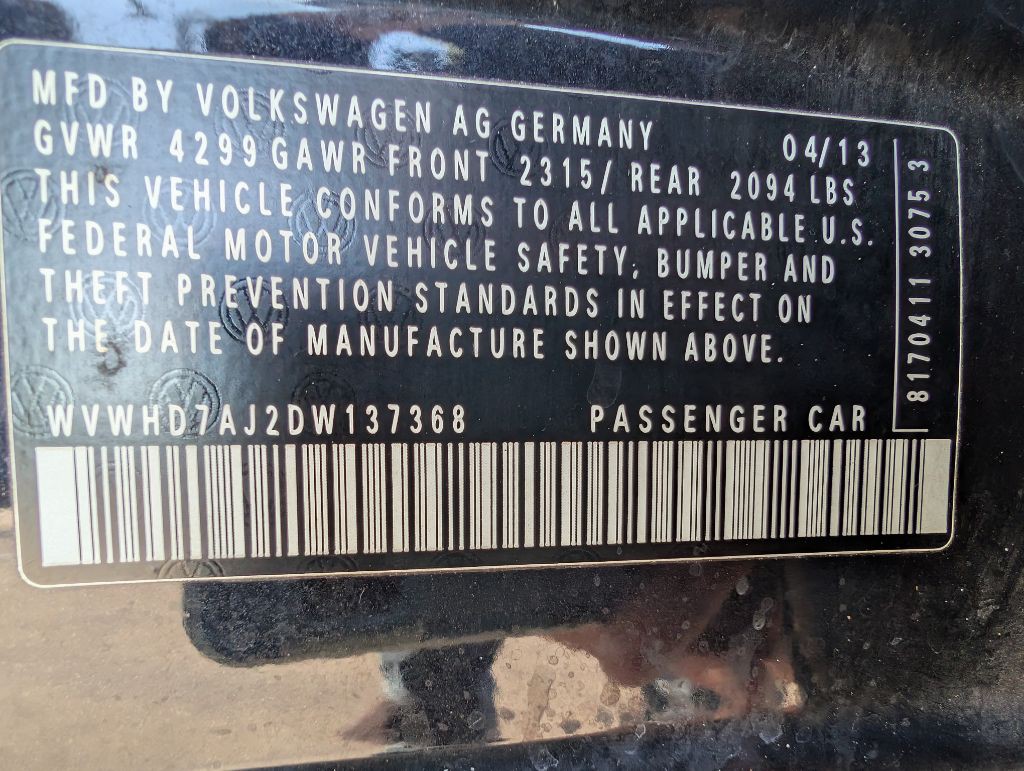 MFD BY VOLKSWAGEN AG GERMANY 04/13
GVWR 4299 GAWR FRONT 2315/ REAR 2094 LBS
THIS VEHICLE CONFORMS TO ALL APPLICABLE U.S.
FEDERAL MOTOR VEHICLE SAFETY, BUMPER AND
THEFT PREVENTION STANDARDS IN EFFECT ON
THE DATE OF MANUFACTURE SHOWN ABOVE.
WVWHD7AJ2DW137368 PASSENGER CAR
8170411 3075 3